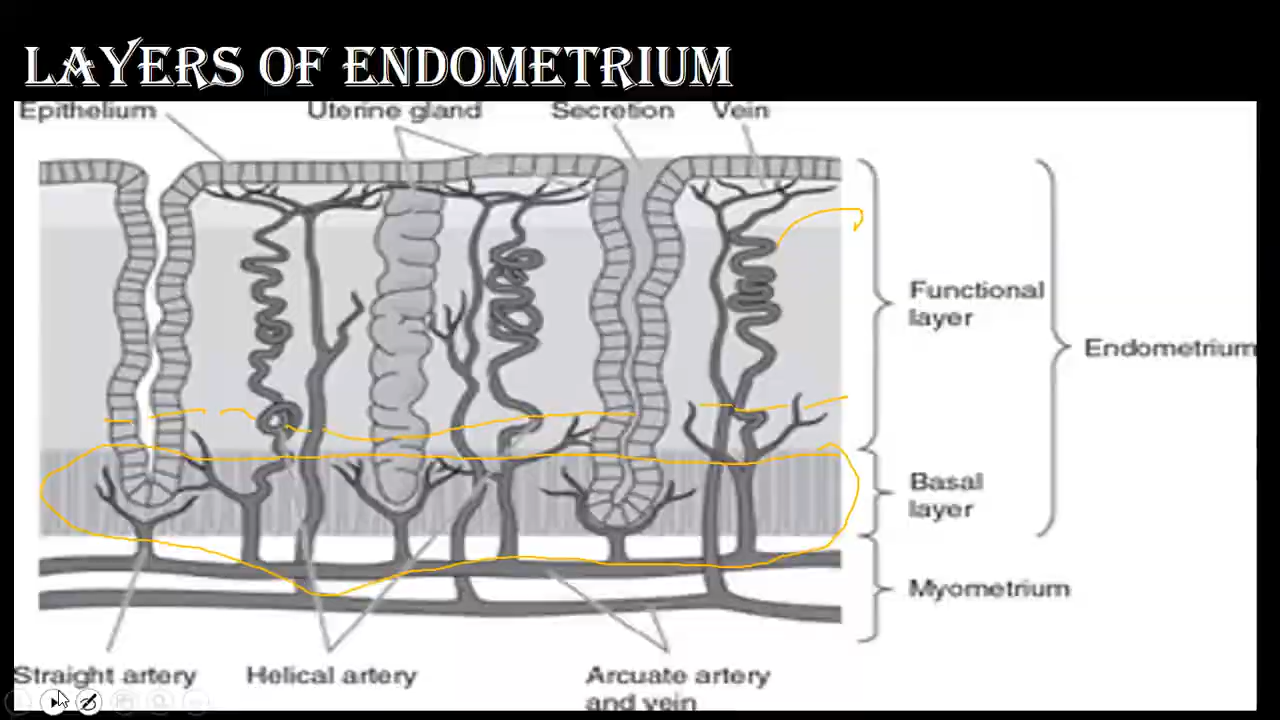 LAYERS OF ENDOMETRIUM
Epithelium
Uterine gland
Secretion
Vein
Functional
layer
Endometrium
Basal
layer
Myometrium
Straight artery
Helical artery
Arcuate artery
and vein